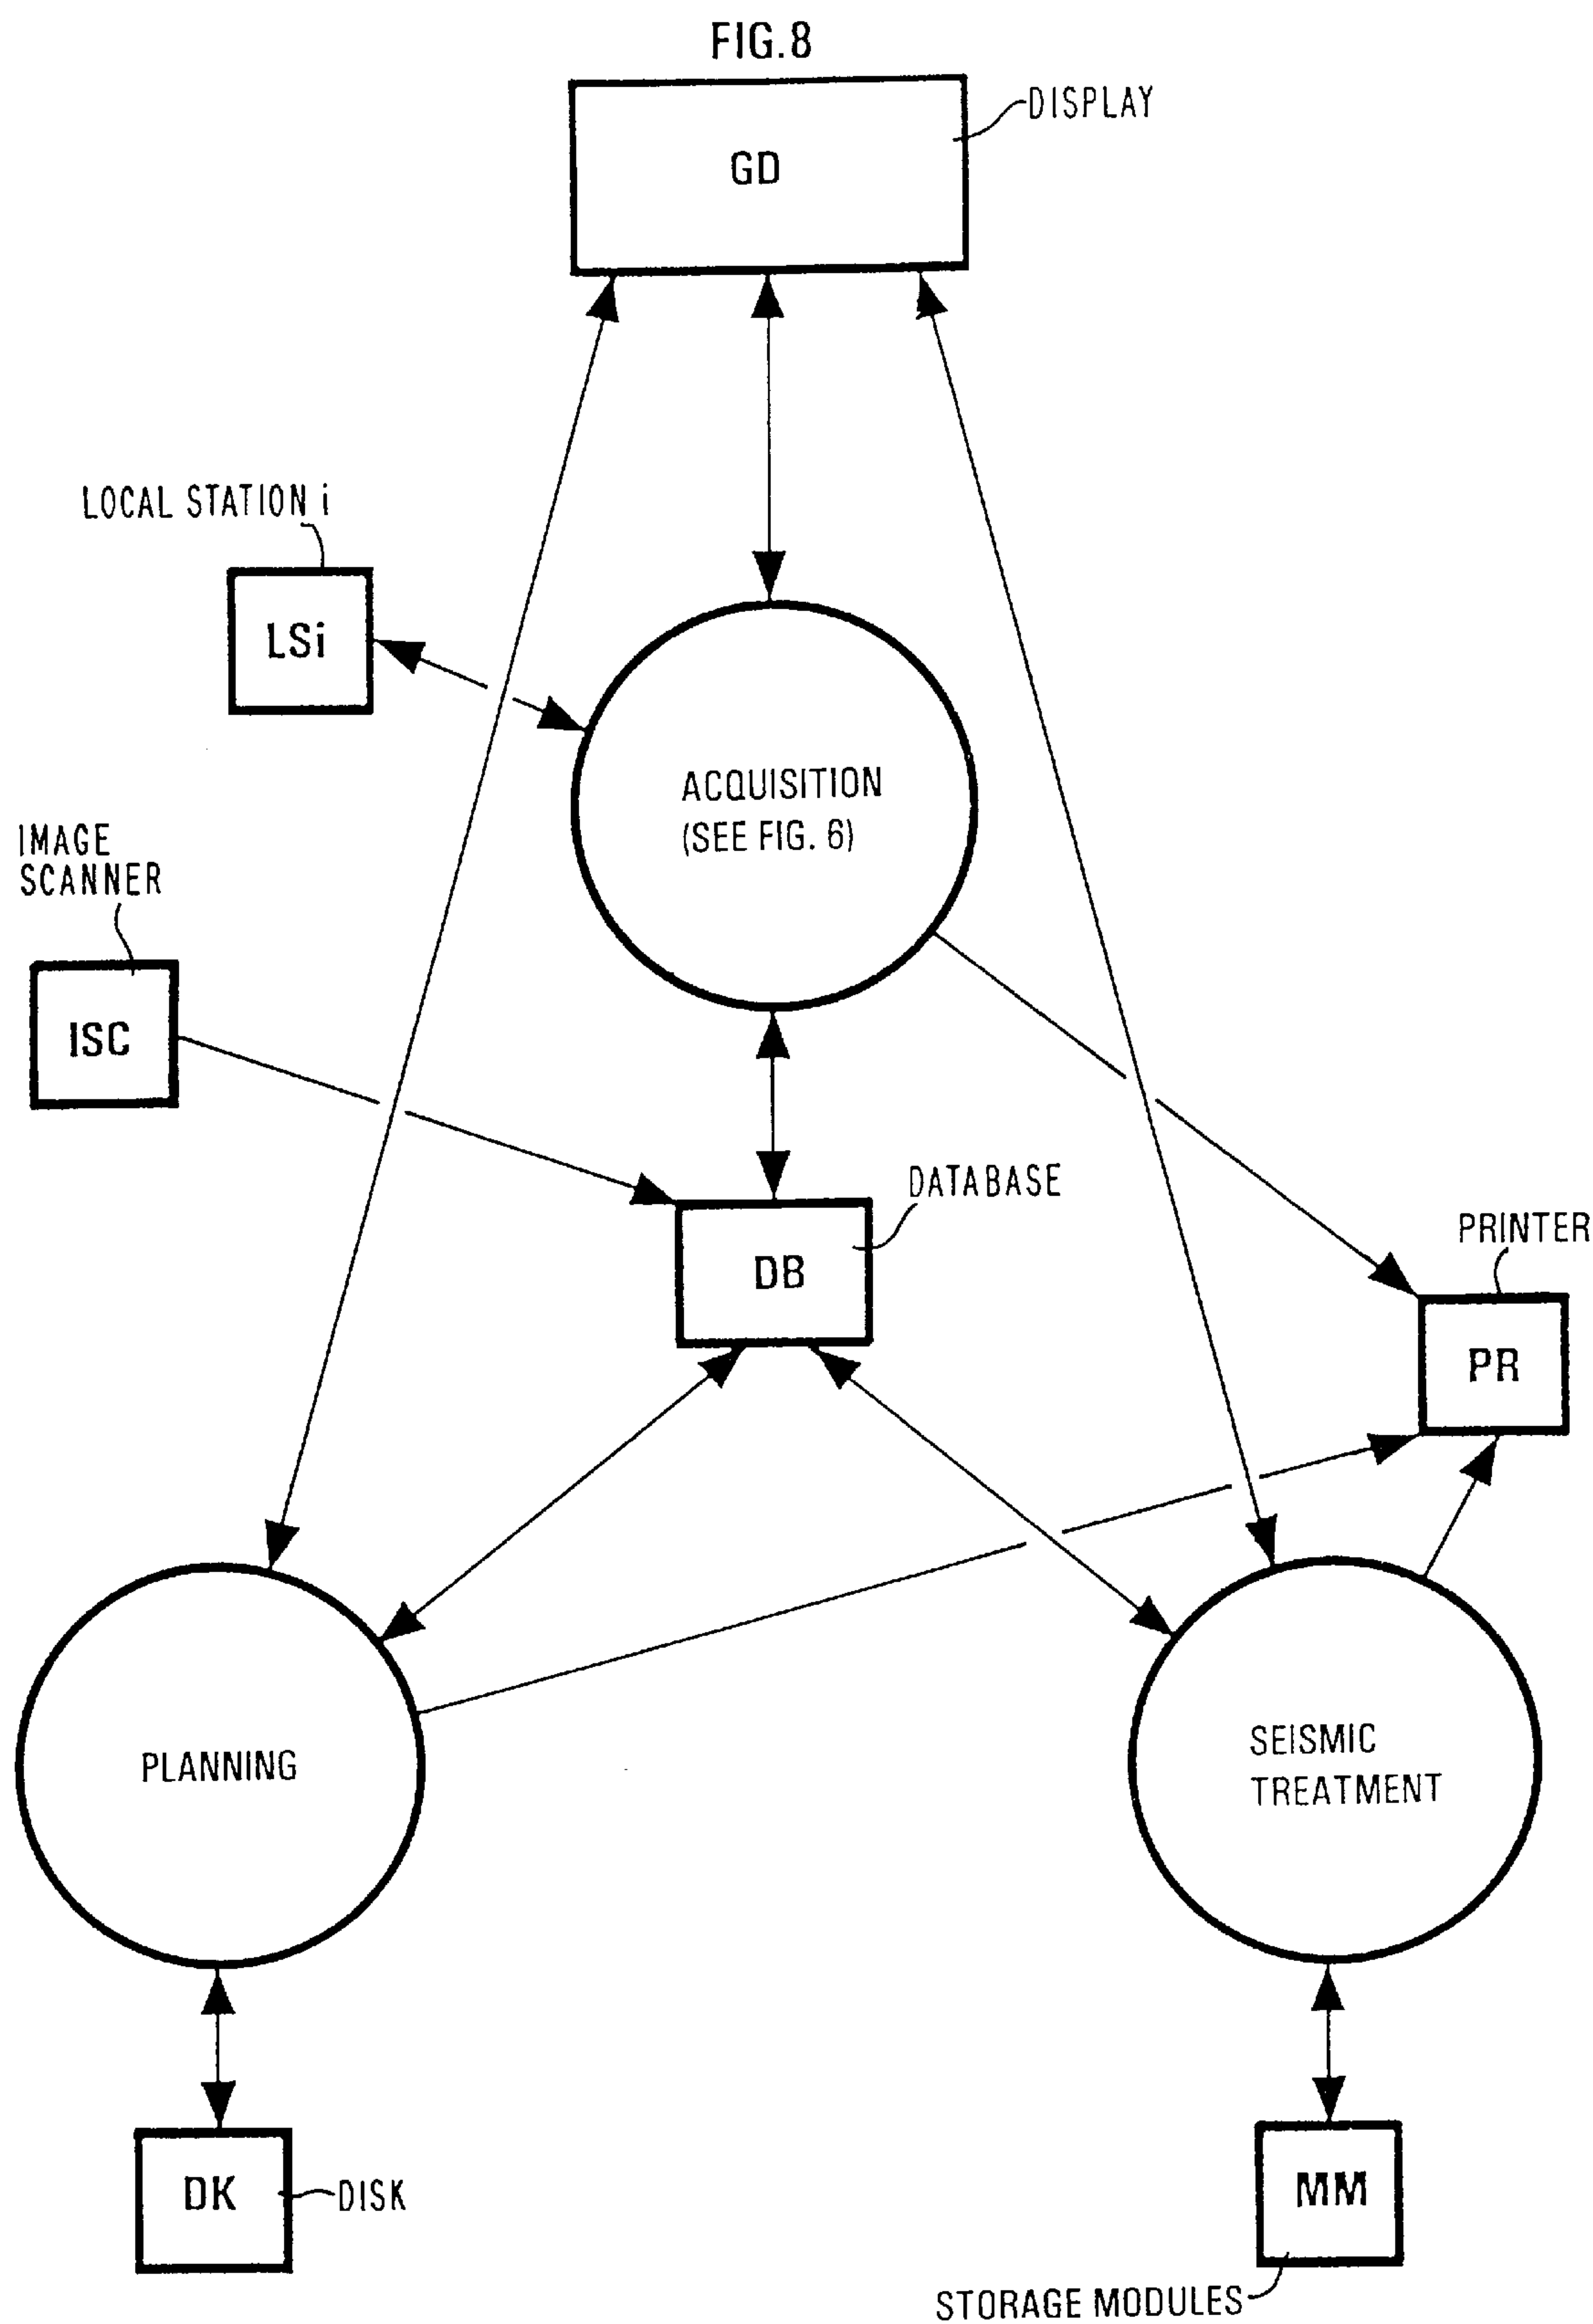 FIG.8
DISPLAY
GD
LOCAL STATION i
LSi
ACQUISITION
(SEE FIG. 6)
IMAGE
SCANNER
ISC
DATABASE
DB
PRINTER
PR
PLANNING
SEISMIC
TREATMENT
DK
DISK
MM
STORAGE MODULES